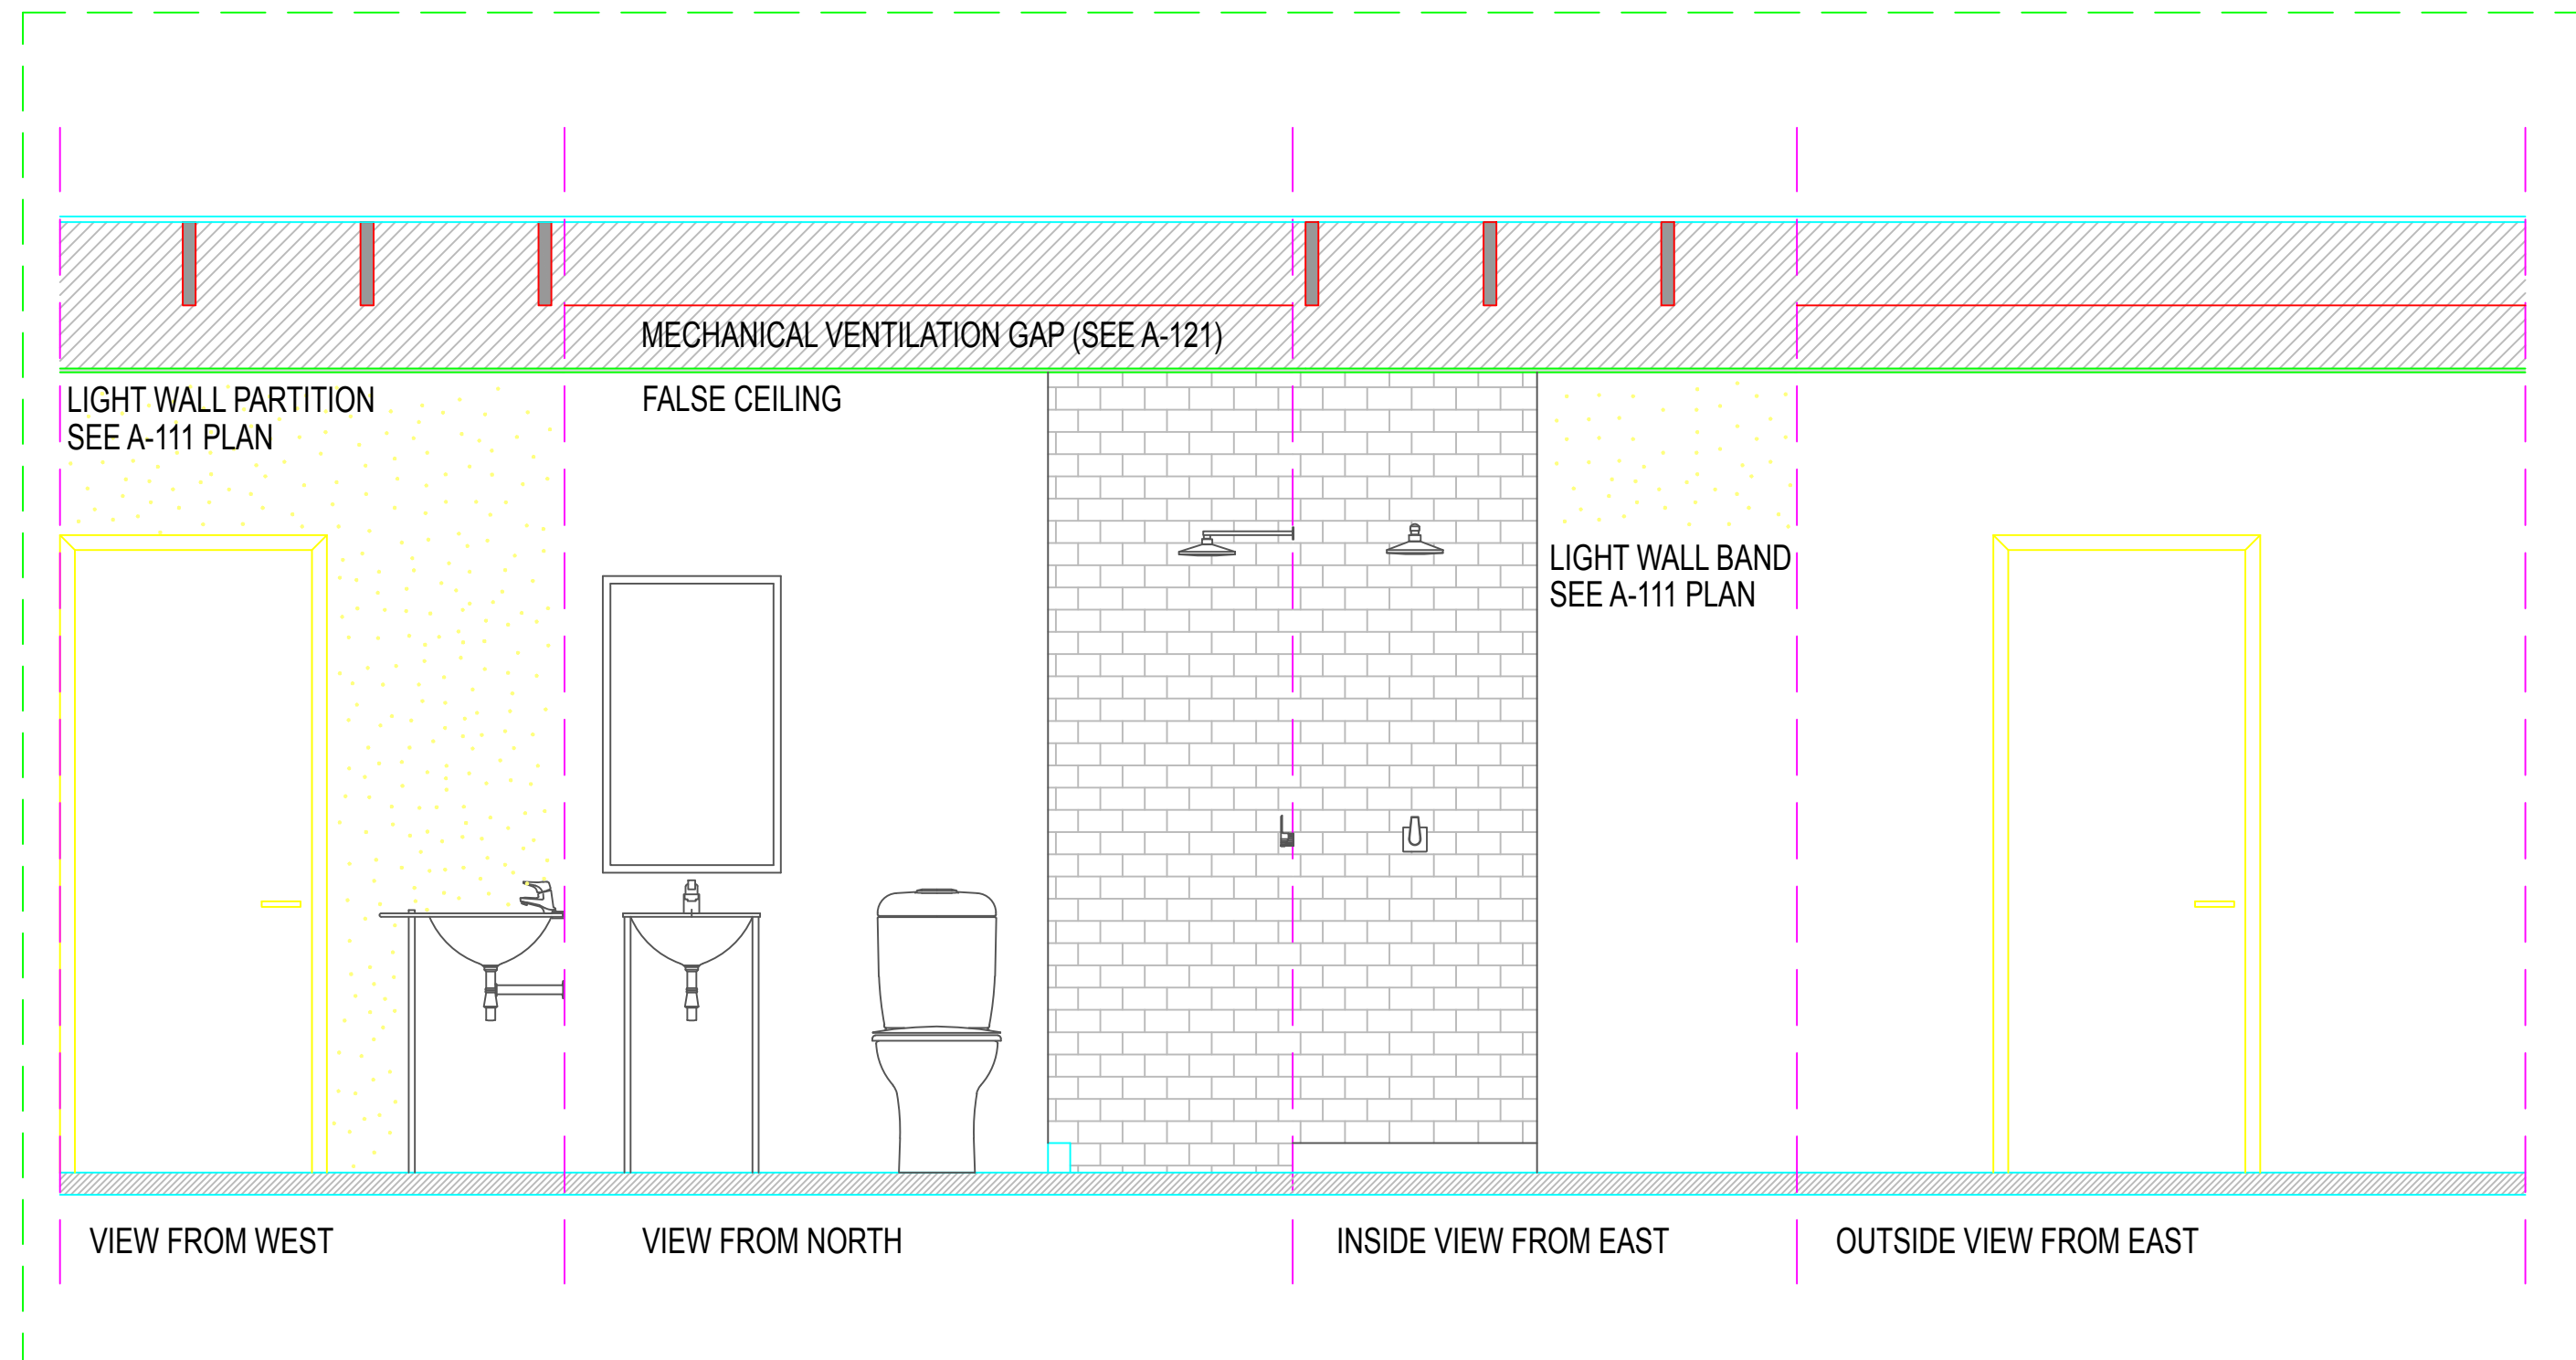 MECHANICAL VENTILATION GAP (SEE A-121)
LIGHT WALL PARTITION
SEE A-111 PLAN
FALSE CEILING
LIGHT WALL BAND
SEE A-111 PLAN
VIEW FROM WEST
VIEW FROM NORTH
INSIDE VIEW FROM EAST
OUTSIDE VIEW FROM EAST